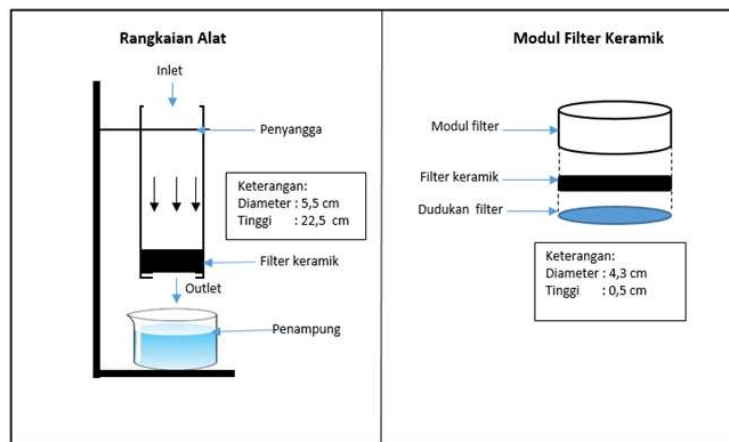 Rangkaian Alat
Inlet
Penyangga
Keterangan:
Diameter : 5,5 cm
Tinggi : 22,5 cm
Filter keramik
Outlet
Penampung
Modul Filter Keramik
Modul filter
Filter keramik
Dudukan filter
Keterangan:
Diameter : 4,3 cm
Tinggi : 0,5 cm